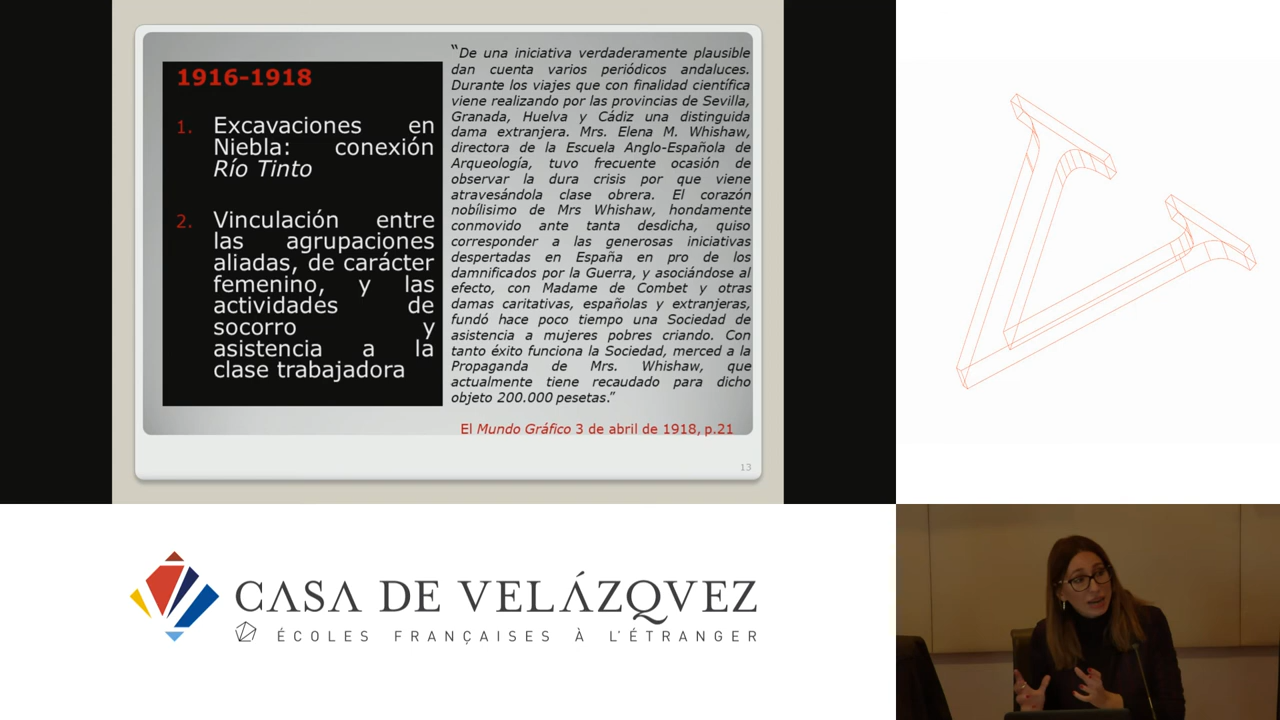 1916-1918
1. Excavaciones en
Niebla: conexión
Río Tinto
2. Vinculación entre
las agrupaciones
aliadas, de carácter
femenino, y las
actividades de
socorro y
asistencia a la
clase trabajadora
“De una iniciativa verdaderamente plausible
dan cuenta varios periódicos andaluces.
Durante los viajes que con finalidad científica
viene realizando por las provincias de Sevilla,
Granada, Huelva y Cádiz una distinguida
dama extranjera. Mrs. Elena M. Whishaw,
directora de la Escuela Anglo-Española de
Arqueología, tuvo frecuente ocasión de
observar la dura crisis por que viene
atravesándola clase obrera. El corazón
nobílisimo de Mrs Whishaw, hondamente
conmovido ante tanta desdicha, quiso
corresponder a las generosas iniciativas
despertadas en España en pro de los
damnificados por la Guerra, y asociándose al
efecto, con Madame de Combet y otras
damas caritativas, españolas y extranjeras,
fundó hace poco tiempo una Sociedad de
asistencia a mujeres pobres criando. Con
tanto éxito funciona la Sociedad, merced a la
Propaganda de Mrs. Whishaw, que
actualmente tiene recaudado para dicho
objeto 200.000 pesetas.”
El Mundo Gráfico 3 de abril de 1918, p.21
13
CASA DE VELÁZQVEZ
ÉCOLES FRANÇAISES À L'ÉTRANGER